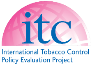 itc
International Tobacco Control
Policy Evaluation Project